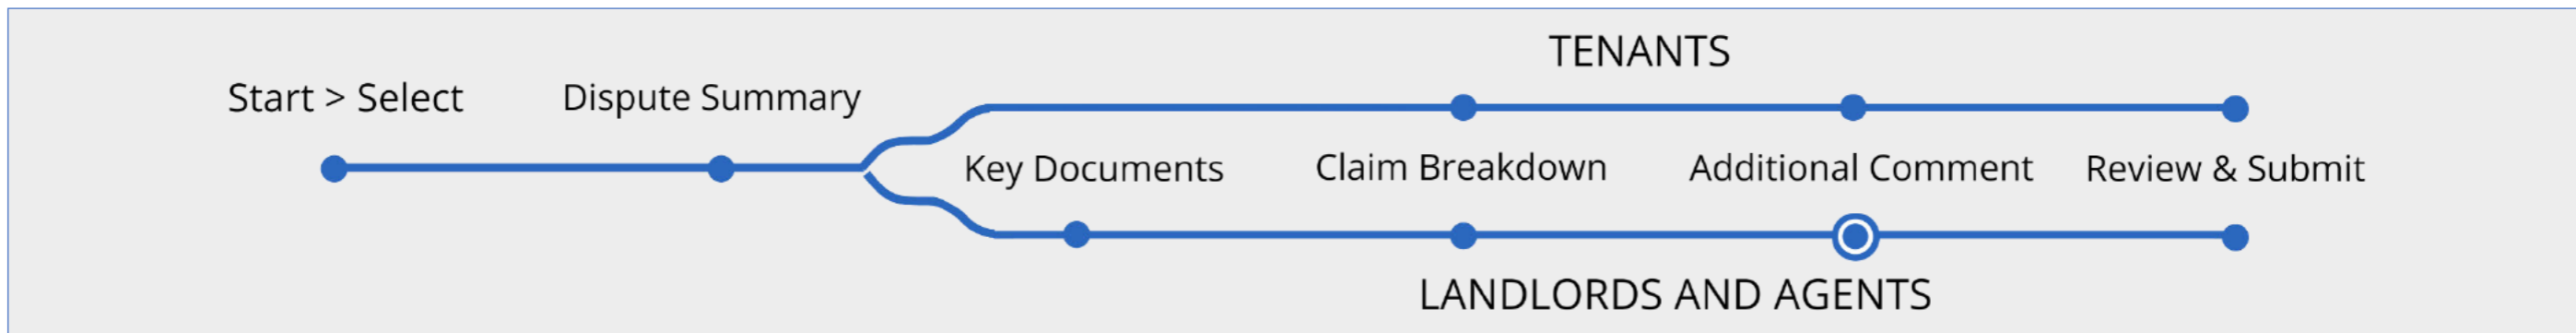 TENANTS
Start > Select
Dispute Summary
Key Documents
Claim Breakdown
Additional Comment
Review & Submit
LANDLORDS AND AGENTS